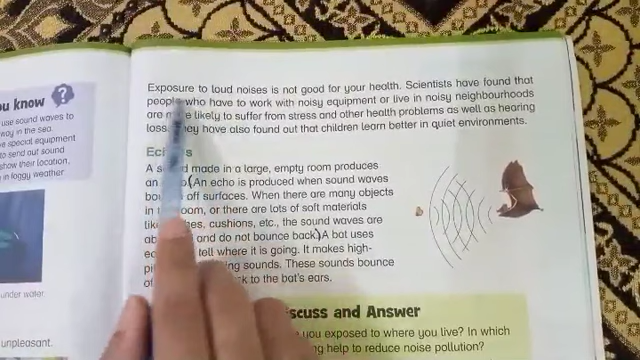 ou know
use sound waves to
way in the sea.
e special equipment
to send out sound
show their location,
in foggy weather
under water.
unpleasant.
Exposure to loud noises is not good for your health. Scientists have found that
people who have to work with noisy equipment or live in noisy neighbourhoods
are likely to suffer from stress and other health problems as well as hearing
loss. They have also found out that children learn better in quiet environments.
A made in a large, empty room produces
an (An echo is produced when sound waves
off surfaces. When there are many objects
in room, or there are lots of soft materials
cushions, etc., the sound waves are
and do not bounce back) A bat uses
tell where it is going. It makes high-
sounds. These sounds bounce
to the bat's ears.
scuss and Answer
you exposed to where you live? In which
help to reduce noise pollution?